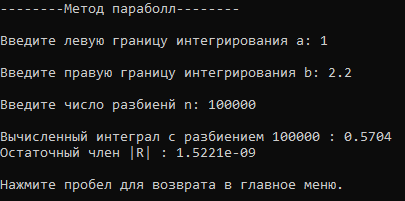 --------Метод параболл--------
Введите левую границу интегрирования a: 1
Введите правую границу интегрирования b: 2.2
Введите число разбиенй n: 100000
Вычисленный интеграл с разбиением 100000 : 0.5704
Остаточный член |R| : 1.5221e-09
Нажмите пробел для возврата в главное меню.